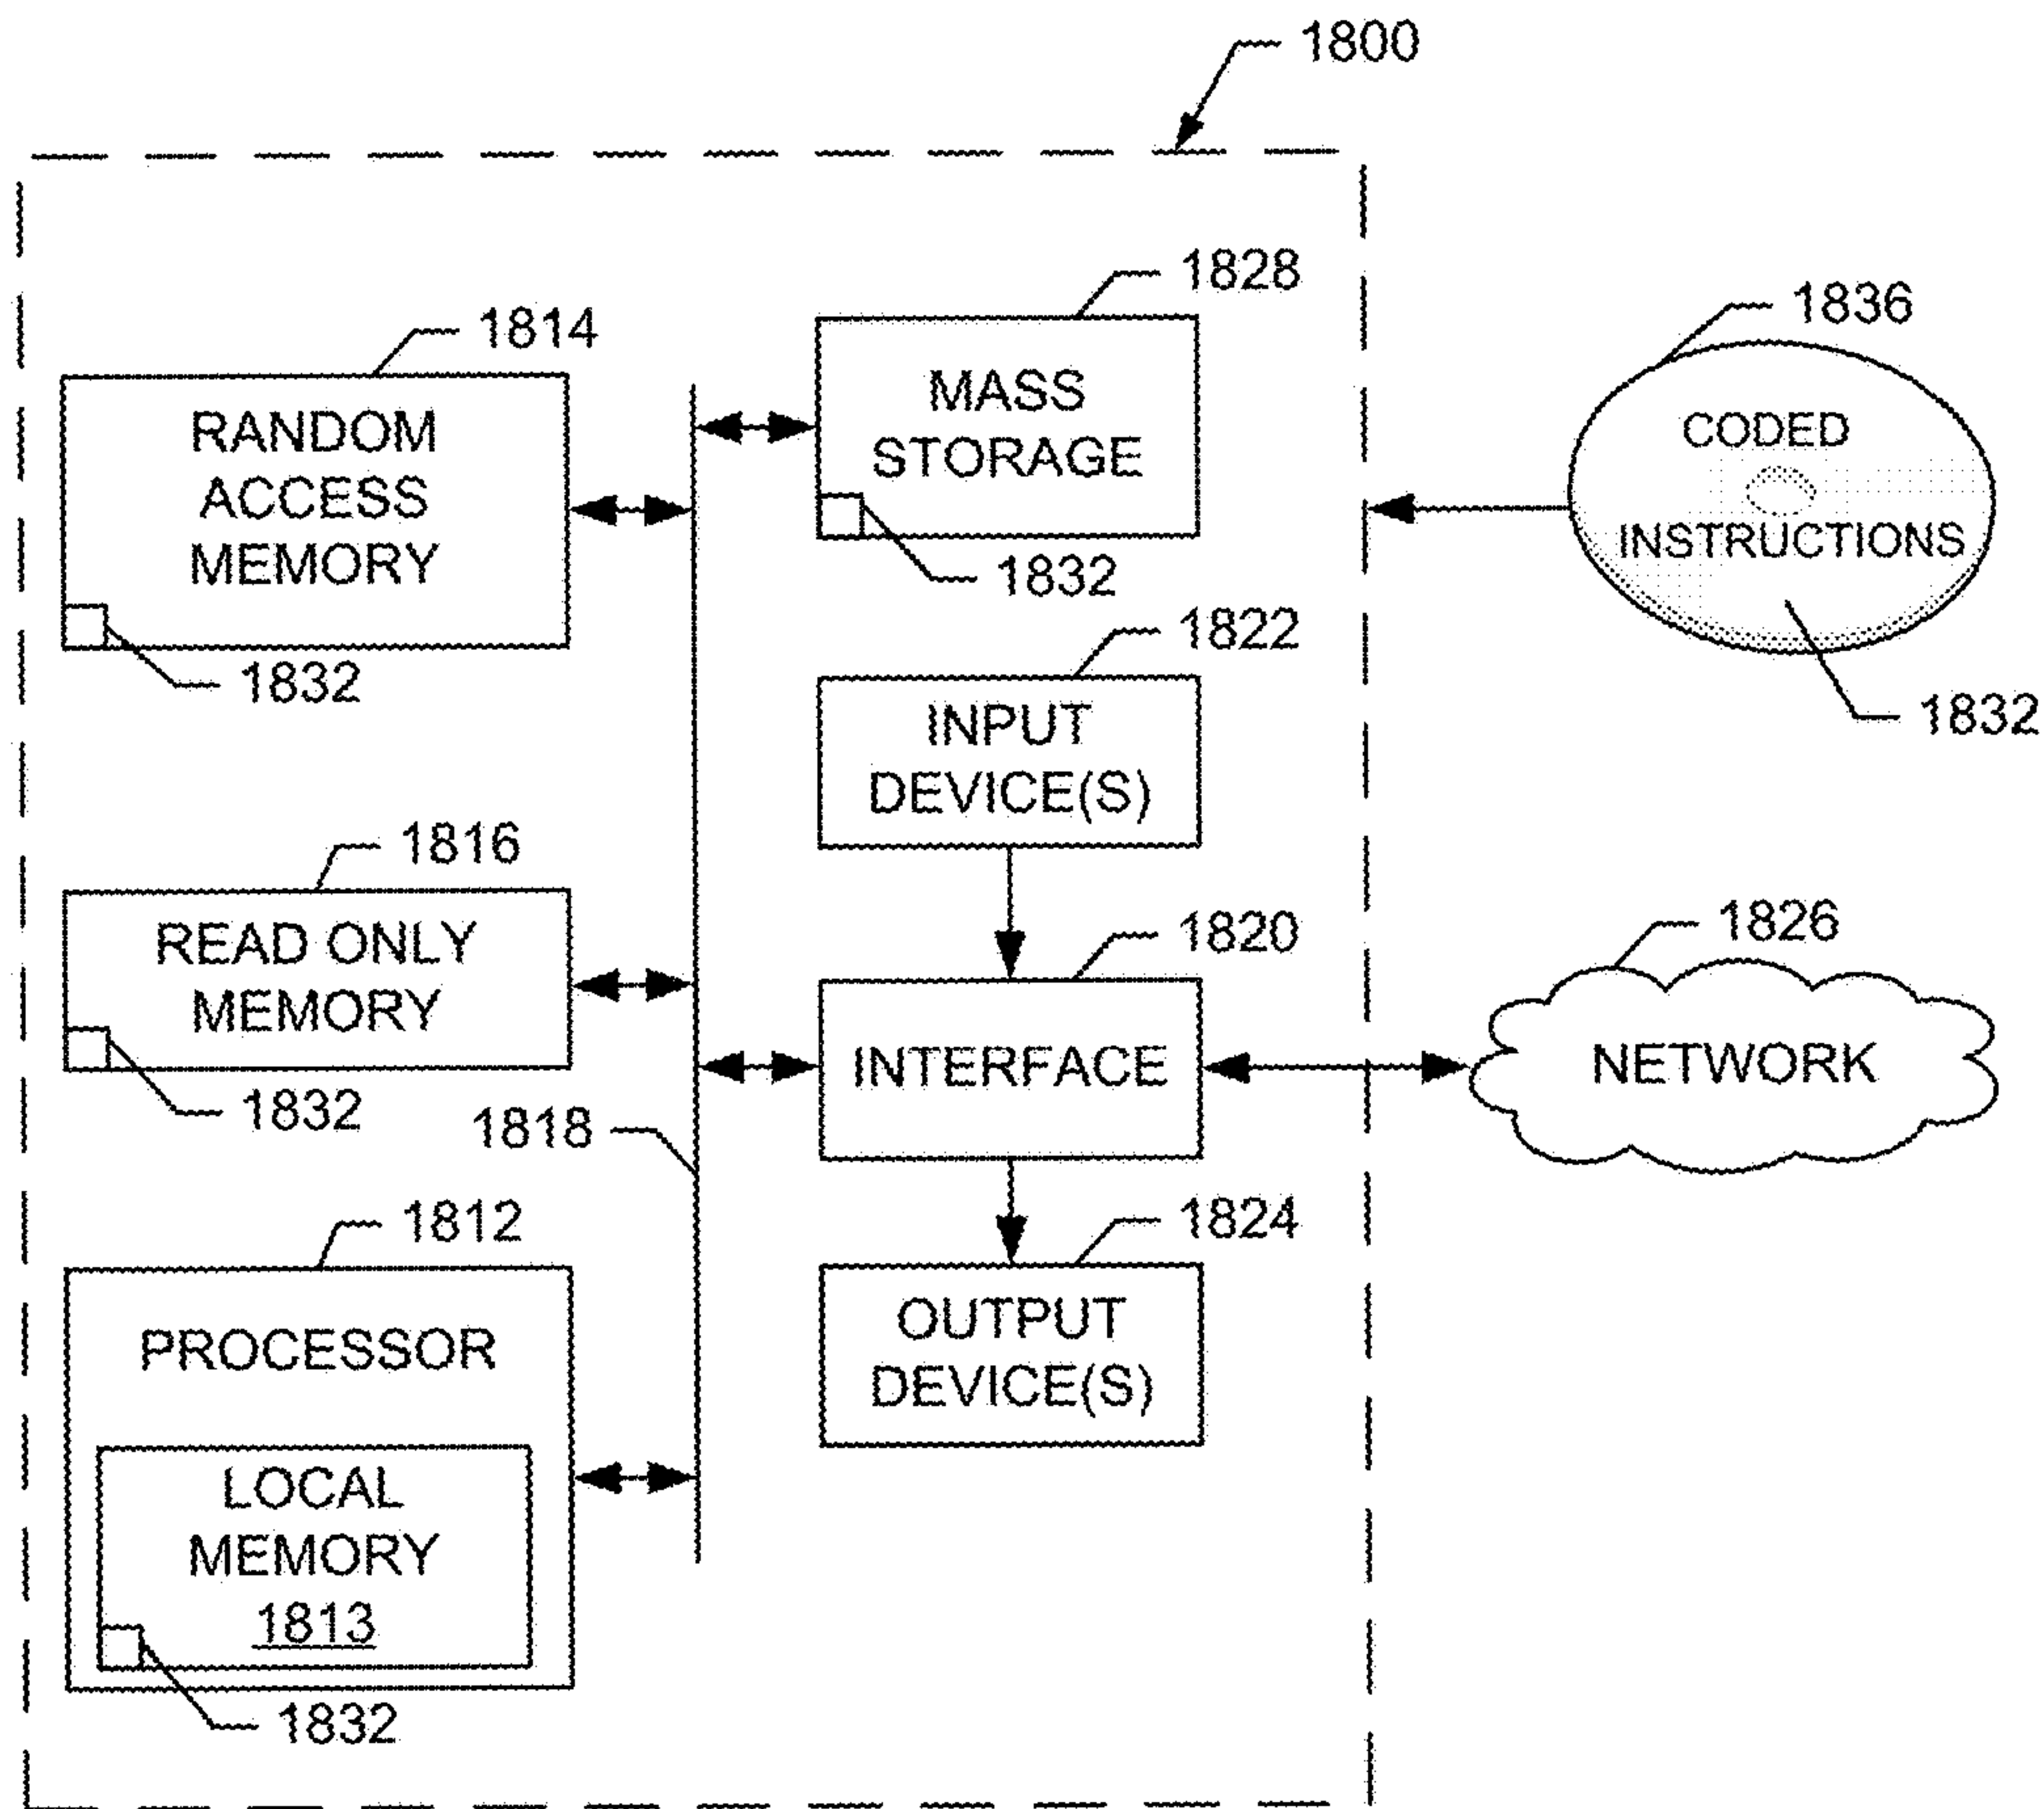 1800
1828
1814
MASS
STORAGE
1832
RANDOM
ACCESS
MEMORY
1832
1836
CODED
INSTRUCTIONS
1832
1822
INPUT
DEVICE(S)
1816
READ ONLY
MEMORY
1832
1820
INTERFACE
1826
NETWORK
1818
1812
PROCESSOR
LOCAL
MEMORY
1813
1832
1824
OUTPUT
DEVICE(S)